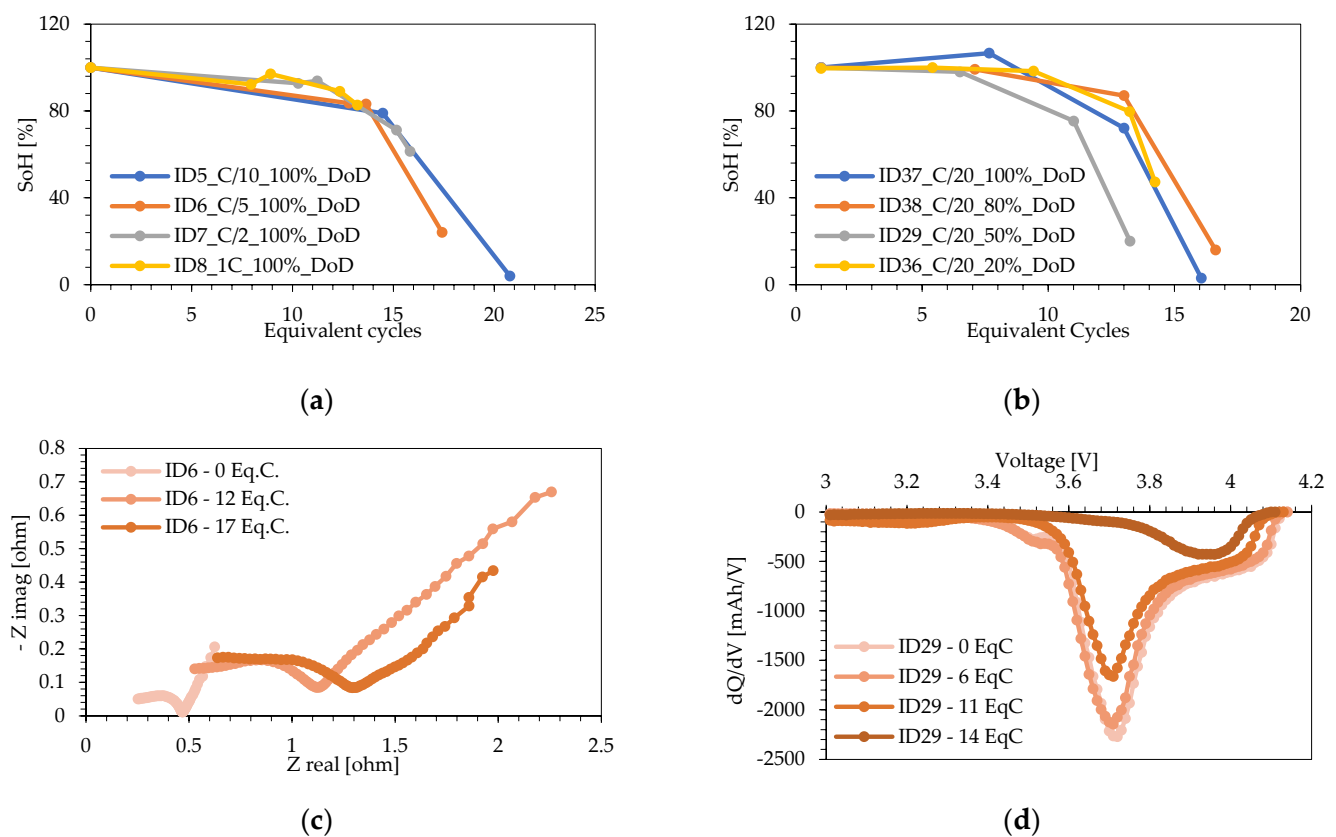 120
80
40
0
SoH [%]
ID5_C/10_100%_DoD
ID6_C/5_100%_DoD
ID7_C/2_100%_DoD
ID8_1C_100%_DoD
0 5 10 15 20 25
Equivalent cycles
(a)
120
80
40
0
SoH [%]
ID37_C/20_100%_DoD
ID38_C/20_80%_DoD
ID29_C/20_50%_DoD
ID36_C/20_20%_DoD
0 5 10 15 20
Equivalent Cycles
(b)
0.8
0.7
0.6
0.5
0.4
0.3
0.2
0.1
0
- Z imag [ohm]
ID6 - 0 Eq.C.
ID6 - 12 Eq.C.
ID6 - 17 Eq.C.
0 0.5 1 1.5 2 2.5
Z real [ohm]
(c)
Voltage [V]
3 3.2 3.4 3.6 3.8 4 4.2
0
-500
-1000
-1500
-2000
-2500
dQ/dV [mAh/V]
ID29 - 0 EqC
ID29 - 6 EqC
ID29 - 11 EqC
ID29 - 14 EqC
(d)